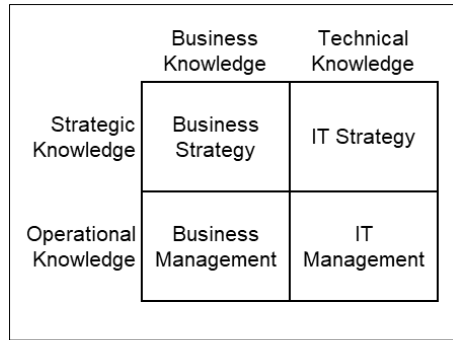 Business
Knowledge
Technical
Knowledge
Strategic
Knowledge
Business
Strategy
IT Strategy
Operational
Knowledge
Business
Management
IT
Management